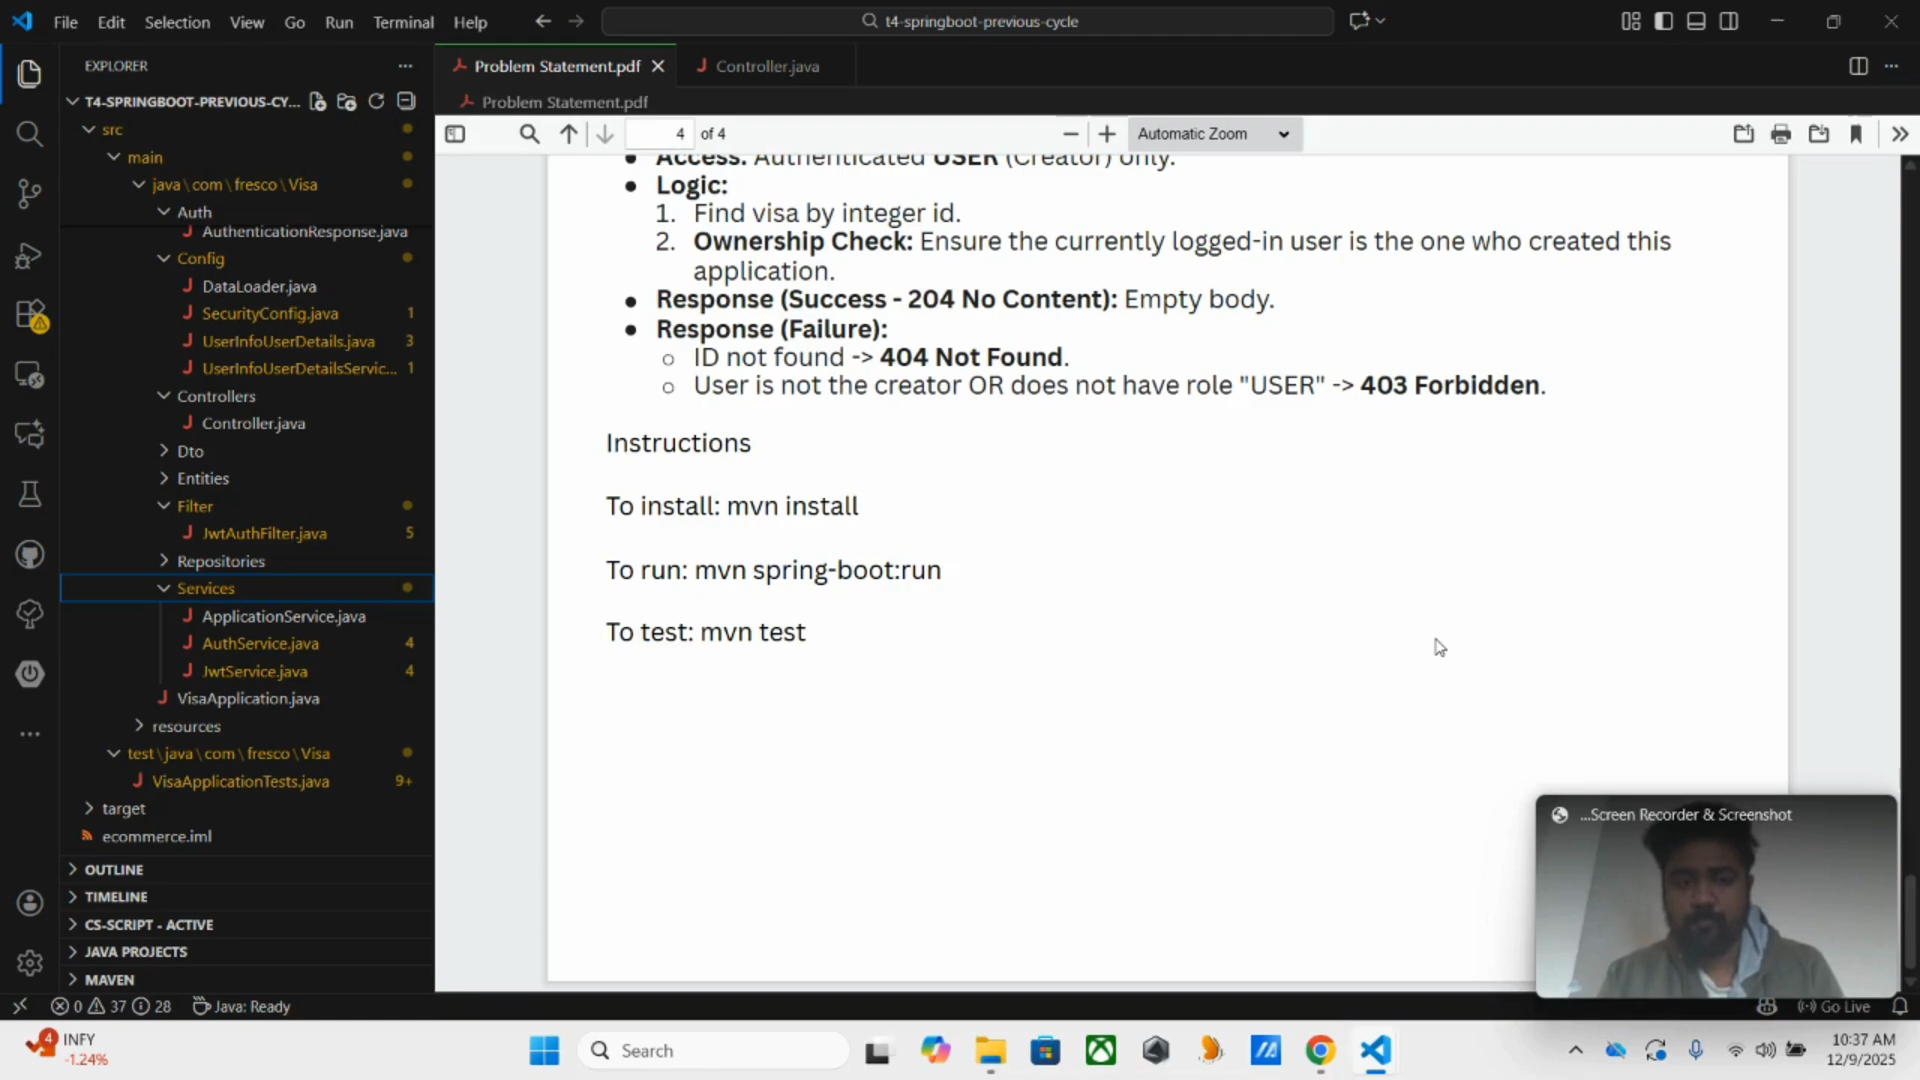 File Edit Selection View Go Run Terminal Help
t4-springboot-previous-cycle
EXPLORER
T4-SPRINGBOOT-PREVIOUS-CY...
src
main
java\com\fresco\Visa
Auth
AuthenticationResponse.java
Config
DataLoader.java
SecurityConfig.java 1
UserInfoUserDetails.java 3
UserInfoUserDetailsServic... 1
Controllers
Controller.java
Dto
Entities
Filter
JwtAuthFilter.java 5
Repositories
Services
ApplicationService.java
AuthService.java 4
JwtService.java 4
VisaApplication.java
resources
test\java\com\fresco\Visa
VisaApplicationTests.java 9+
target
ecommerce.iml
OUTLINE
TIMELINE
CS-SCRIPT - ACTIVE
JAVA PROJECTS
MAVEN
Problem Statement.pdf
Controller.java
Problem Statement.pdf
4 of 4
Automatic Zoom
• Access: Authenticated USER (Creator) only.
• Logic:
1. Find visa by integer id.
2. Ownership Check: Ensure the currently logged-in user is the one who created this
application.
• Response (Success - 204 No Content): Empty body.
• Response (Failure):
○ ID not found -> 404 Not Found.
○ User is not the creator OR does not have role "USER" -> 403 Forbidden.
Instructions
To install: mvn install
To run: mvn spring-boot:run
To test: mvn test
...Screen Recorder & Screenshot
0 37 28 Java: Ready
Go Live
4
INFY
-1.24%
Search
10:37 AM
12/9/2025